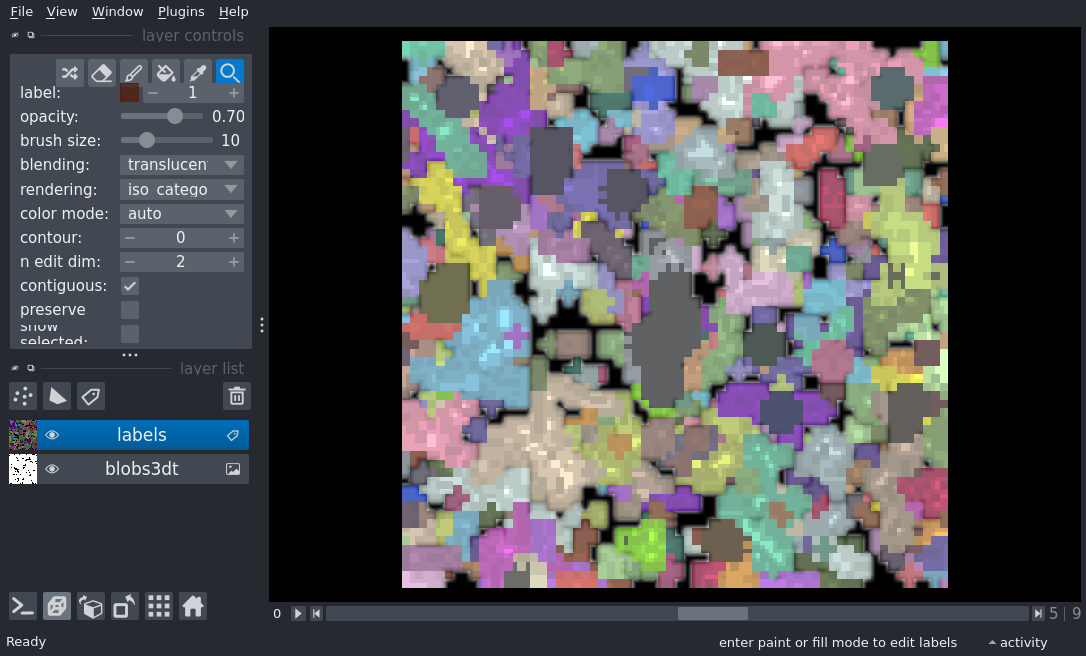 File View Window Plugins Help
layer controls
label: 1
opacity: 0.70
brush size: 10
blending: translucen
rendering: iso catego
color mode: auto
contour: 0
n edit dim: 2
contiguous:
preserve
show
selected:
layer list
labels
blobs3dt
0 5 | 9
Ready enter paint or fill mode to edit labels activity